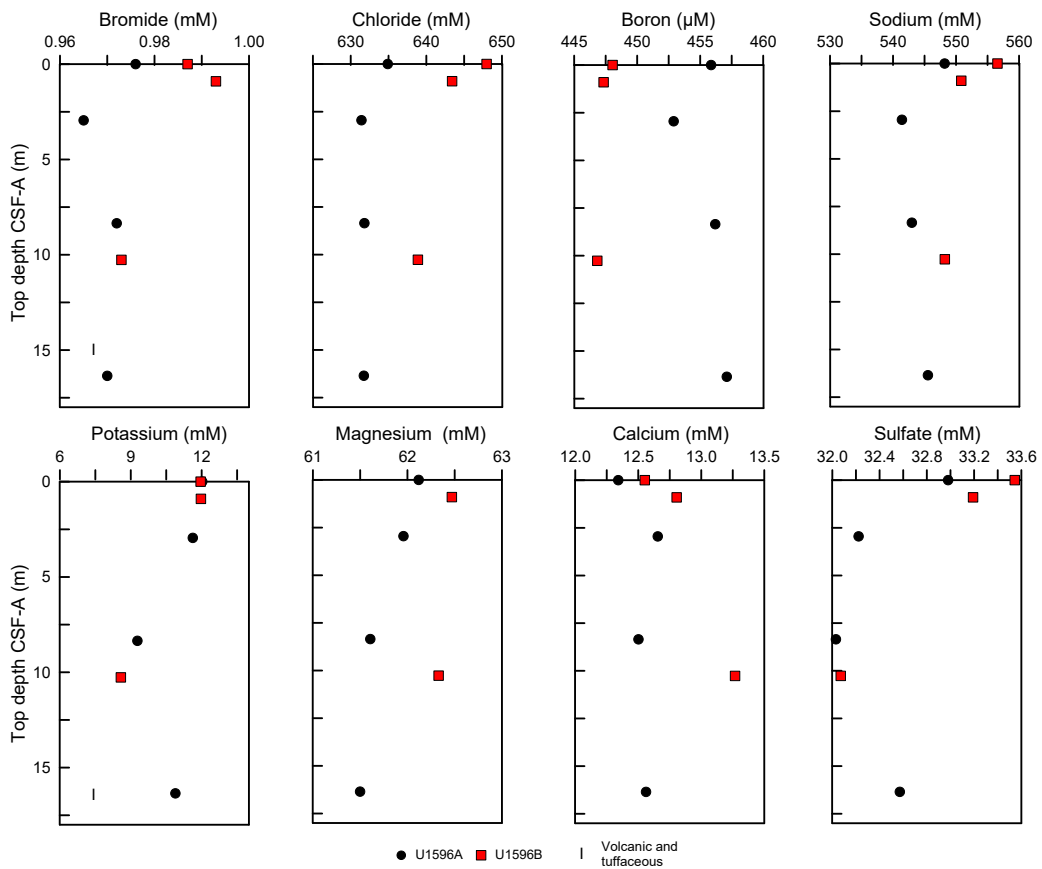 Bromide (mM)
0.96 0.98 1.00
Chloride (mM)
630 640 650
Boron (µM)
445 450 455 460
Sodium (mM)
530 540 550 560
Top depth CSF-A (m)
0
5
10
15
I
Potassium (mM)
6 9 12
Magnesium (mM)
61 62 63
Calcium (mM)
12.0 12.5 13.0 13.5
Sulfate (mM)
32.0 32.4 32.8 33.2 33.6
Top depth CSF-A (m)
0
5
10
15
I
U1596A U1596B I Volcanic and
tuffaceous